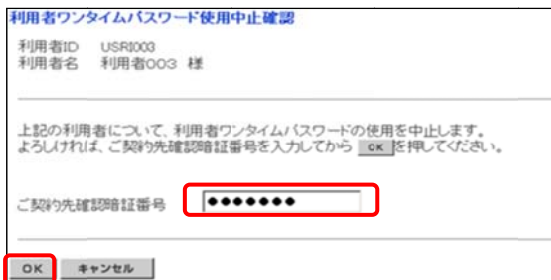 利用者ワンタイムパスワード使用中止確認
利用者ID USRI003
利用者名 利用者003 様
上記の利用者について、利用者ワンタイムパスワードの使用を中止します。
よろしければ、ご契約先確認暗証番号を入力してから OK を押してください。
ご契約先確認暗証番号 ●●●●●●●
OK キャンセル